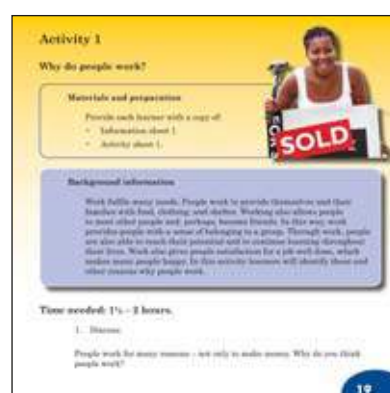 Activity 1
Why do people work?
Materials and preparation
Provide each learner with a copy of:
• Information sheet 1.
• Activity sheet 1.
FOR S
SOLD
Background information
Work fulfils many needs. People work to provide themselves and their
families with food, clothing and shelter. Working also allows people
to meet other people and, perhaps, become friends. In this way, work
provides people with a sense of belonging to a group. Through work, people
are also able to reach their potential and to continue learning throughout
their lives. Work also gives people satisfaction for a job well done, which
makes many people happy. In this activity learners will identify these and
other reasons why people work.
Time needed: 1½ - 2 hours.
1. Discuss:
People work for many reasons – not only to make money. Why do you think
people work?
19